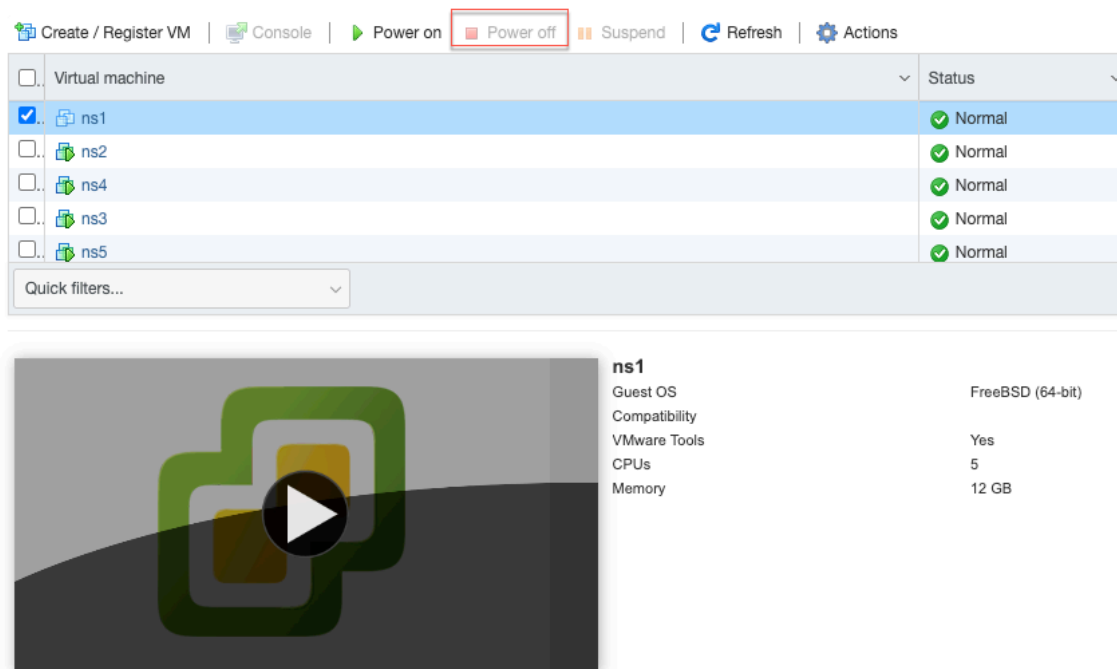 Create / Register VM | Console | Power on Power off Suspend | Refresh | Actions
Virtual machine Status
ns1 Normal
ns2 Normal
ns4 Normal
ns3 Normal
ns5 Normal
Quick filters...
ns1
Guest OS FreeBSD (64-bit)
Compatibility
VMware Tools Yes
CPUs 5
Memory 12 GB